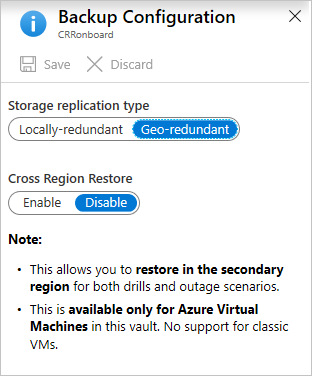 Backup Configuration
CRRonboard
Save Discard
Storage replication type
Locally-redundant Geo-redundant
Cross Region Restore
Enable Disable
Note:
• This allows you to restore in the secondary
region for both drills and outage scenarios.
• This is available only for Azure Virtual
Machines in this vault. No support for classic
VMs.